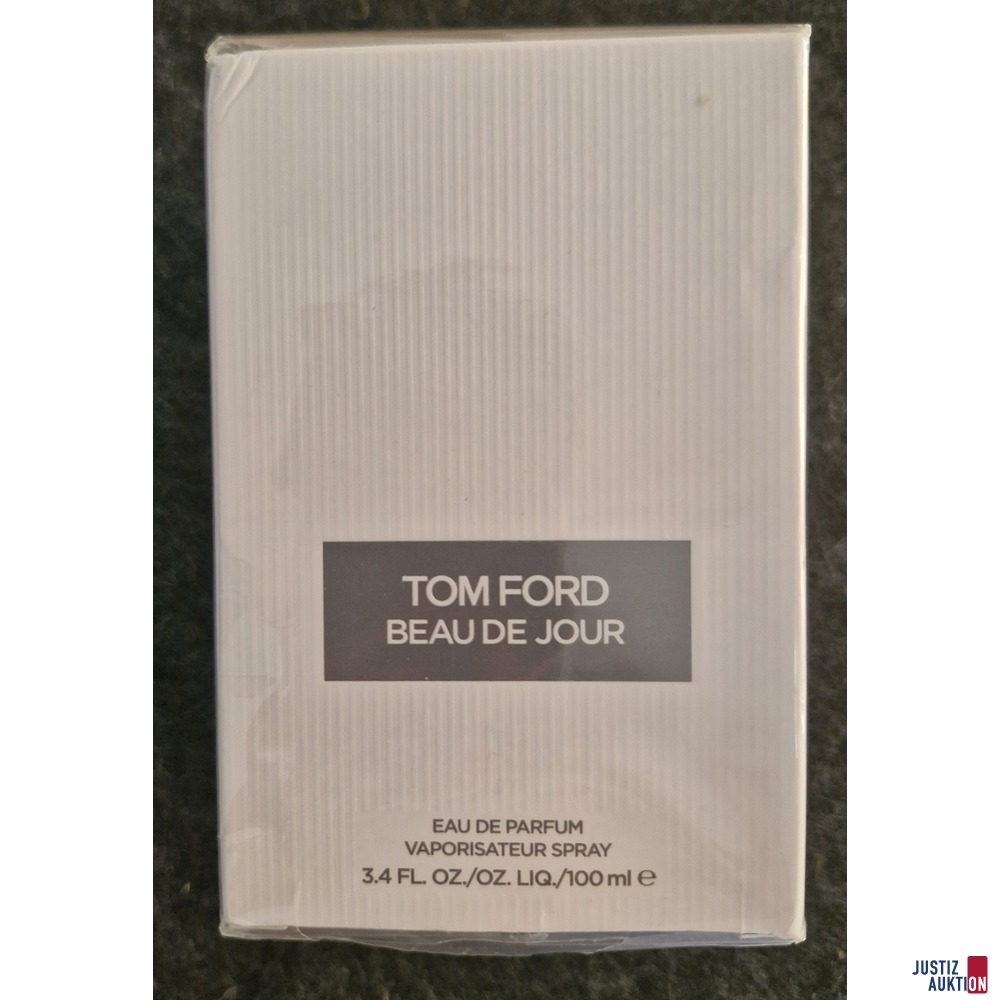 TOM FORD
BEAU DE JOUR
EAU DE PARFUM
VAPORISATEUR SPRAY
3.4 FL. OZ./OZ. LIQ./100 ml ℮
JUSTIZ
AUKTION